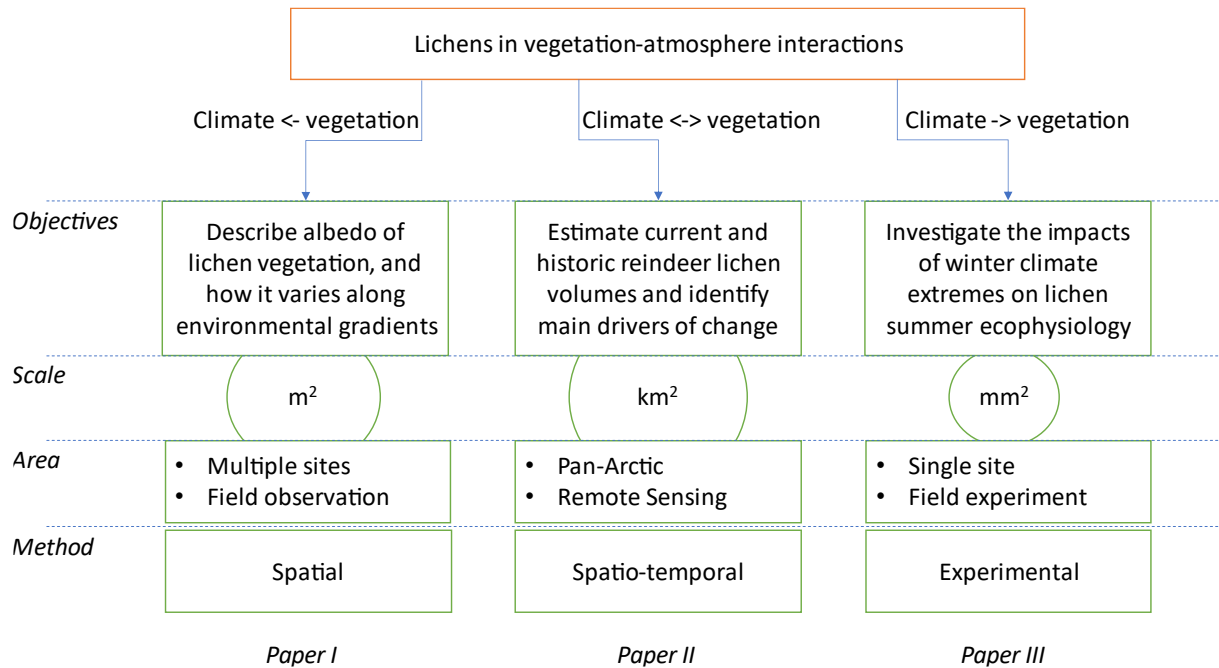 Lichens in vegetation-atmosphere interactions
Climate <- vegetation
Climate <-> vegetation
Climate -> vegetation
Objectives
Describe albedo of
lichen vegetation, and
how it varies along
environmental gradients
Estimate current and
historic reindeer lichen
volumes and identify
main drivers of change
Investigate the impacts
of winter climate
extremes on lichen
summer ecophysiology
Scale
m²
km²
mm²
Area
• Multiple sites
• Field observation
• Pan-Arctic
• Remote Sensing
• Single site
• Field experiment
Method
Spatial
Spatio-temporal
Experimental
Paper I
Paper II
Paper III